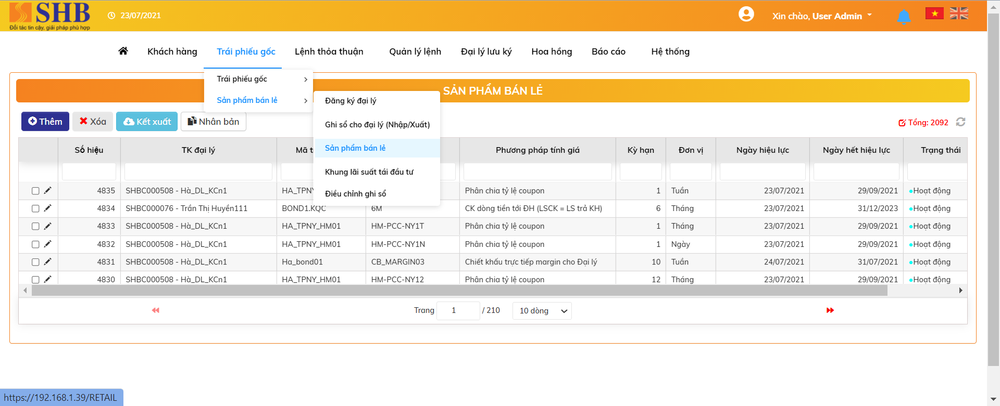 SHB
Đối tác tin cậy, giải pháp phù hợp
23/07/2021
Xin chào, User Admin
Khách hàng Trái phiếu gốc Lệnh thỏa thuận Quản lý lệnh Đại lý lưu ký Hoa hồng Báo cáo Hệ thống
Trái phiếu gốc
Sản phẩm bán lẻ
Đăng ký đại lý
Ghi sổ cho đại lý (Nhập/Xuất)
Sản phẩm bán lẻ
Khung lãi suất tái đầu tư
Điều chỉnh ghi sổ
SẢN PHẨM BÁN LẺ
Thêm Xóa Kết xuất Nhân bản
Tổng: 2092
Số hiệu TK đại lý Mã t Phương pháp tính giá Kỳ hạn Đơn vị Ngày hiệu lực Ngày hết hiệu lực Trạng thái
4835 SHBC000508 - Hà_DL_KCn1 HA_TPN Phân chia tỷ lệ coupon 1 Tuần 23/07/2021 29/09/2021 Hoạt động
4834 SHBC000076 - Trần Thị Huyền111 BOND1.KQC 6M CK dòng tiền tới ĐH (LSCK = LS trả KH) 6 Tháng 23/07/2021 31/12/2023 Hoạt động
4833 SHBC000508 - Hà_DL_KCn1 HA_TPNY_HM01 HM-PCC-NY1T Phân chia tỷ lệ coupon 1 Tháng 23/07/2021 29/09/2021 Hoạt động
4832 SHBC000508 - Hà_DL_KCn1 HA_TPNY_HM01 HM-PCC-NY1N Phân chia tỷ lệ coupon 1 Ngày 23/07/2021 29/09/2021 Hoạt động
4831 SHBC000508 - Hà_DL_KCn1 Ha_bond01 CB_MARGIN03 Chiết khấu trực tiếp margin cho Đại lý 10 Tuần 24/07/2021 31/07/2021 Hoạt động
4830 SHBC000508 - Hà_DL_KCn1 HA_TPNY_HM01 HM-PCC-NY12 Phân chia tỷ lệ coupon 12 Tháng 23/07/2021 29/09/2021 Hoạt động
Trang 1 / 210 10 dòng
https://192.168.1.39/RETAIL